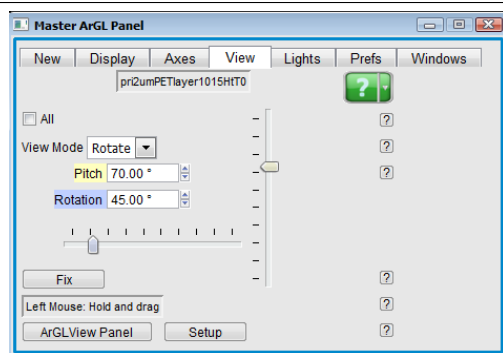 Master ArGL Panel
New Display Axes View Lights Prefs Windows
pri2umPETlayer1015HtT0
?
All ?
View Mode Rotate ?
Pitch 70.00 ° ?
Rotation 45.00 °
Fix ?
Left Mouse: Hold and drag ?
ArGLView Panel Setup ?